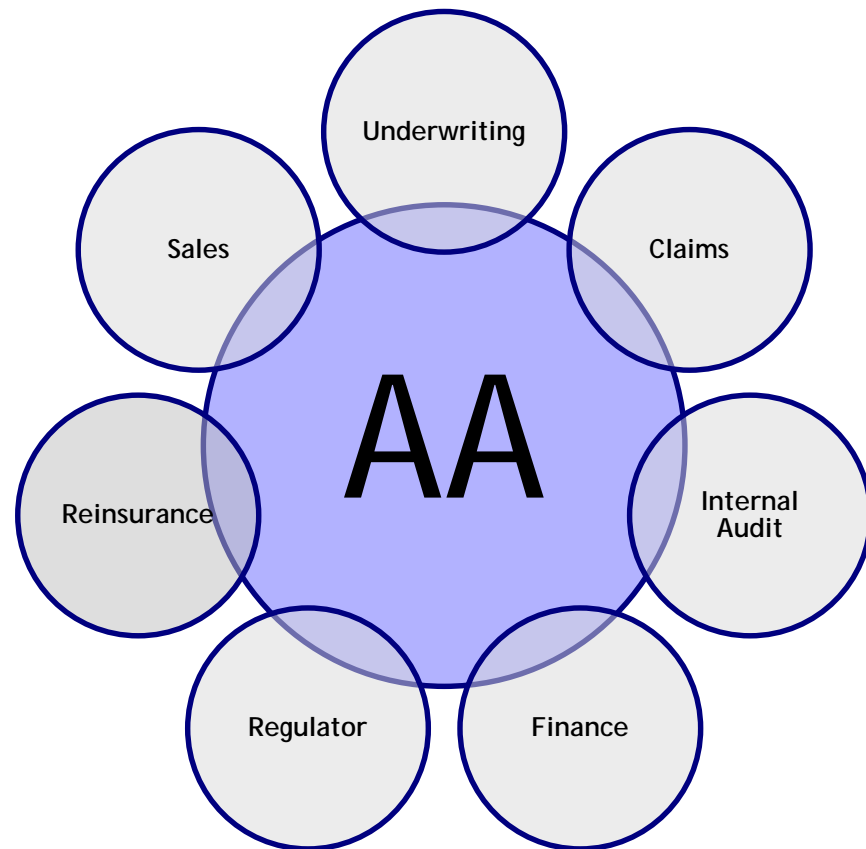 Underwriting
Sales
Claims
AA
Reinsurance
Internal
Audit
Regulator
Finance